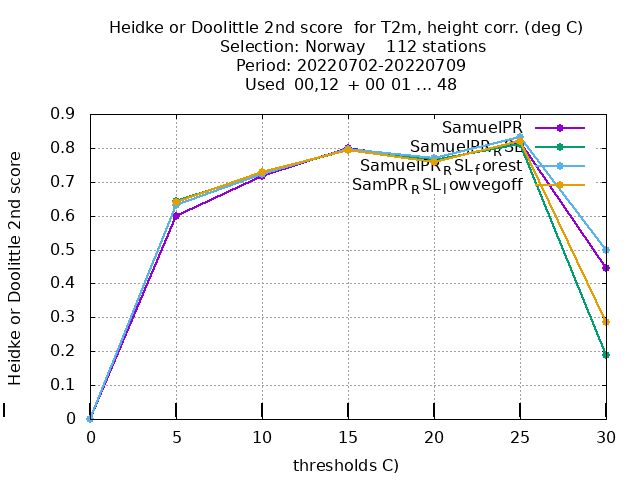 Heidke or Doolittle 2nd score  for T2m, height corr. (deg C)
Selection: Norway    112 stations
Period: 20220702-20220709
Used  00,12  + 00 01 ... 48
Heidke or Doolittle 2nd score
0.9
0.8
0.7
0.6
0.5
0.4
0.3
0.2
0.1
0
SamuelPR
SamuelPR_RSL
SamuelPR_RSL_forest
SamPR_RSL_lowvegoff
0 5 10 15 20 25 30
thresholds C)